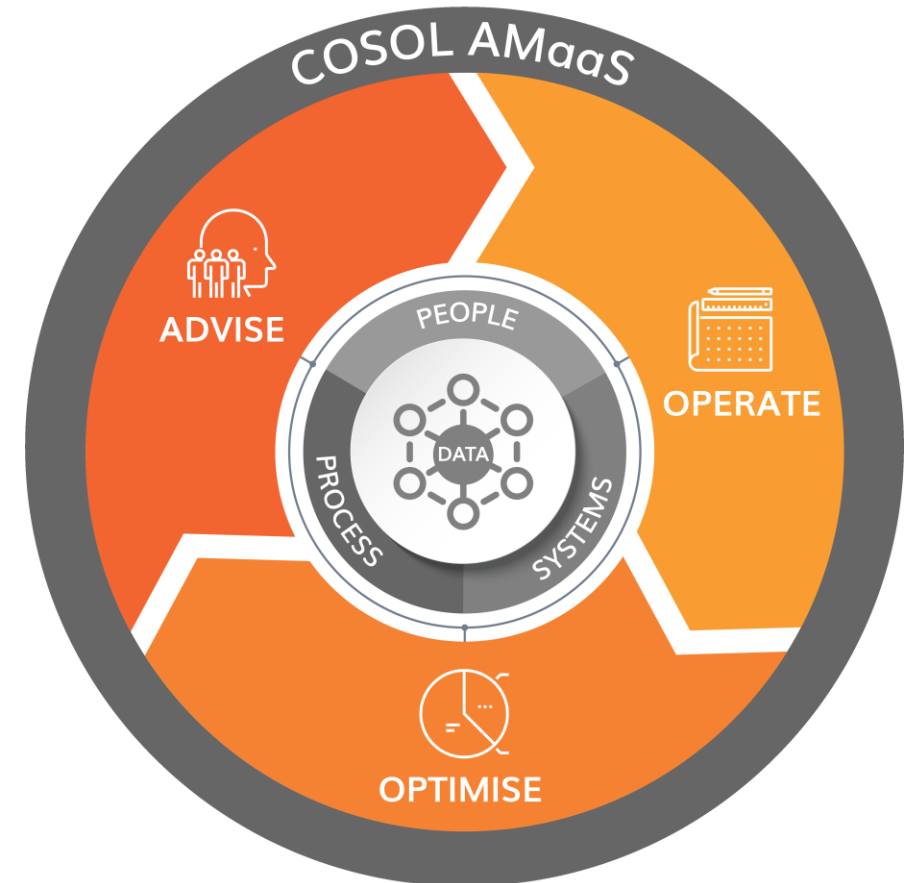 COSOL AMaaS
ADVISE
OPERATE
PEOPLE
DATA
PROCESS
SYSTEMS
OPTIMISE